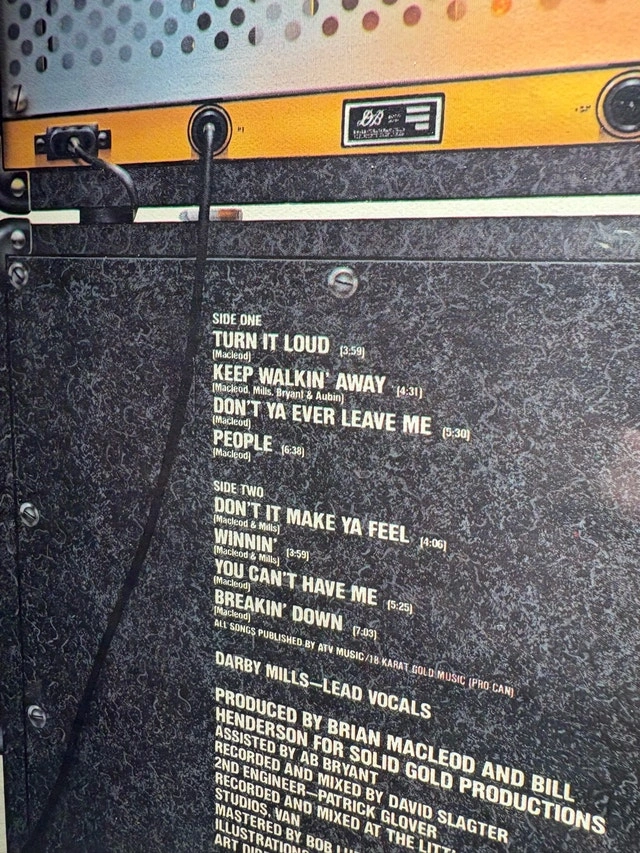 SIDE ONE
TURN IT LOUD [3:59]
[Macleod]
KEEP WALKIN' AWAY [4:31]
[Macleod, Mills, Bryant & Aubin]
DON'T YA EVER LEAVE ME [5:30]
[Macleod]
PEOPLE [6:38]
[Macleod]
SIDE TWO
DON'T IT MAKE YA FEEL [4:06]
[Macleod & Mills]
WINNIN' [3:59]
[Macleod & Mills]
YOU CAN'T HAVE ME [5:25]
[Macleod]
BREAKIN' DOWN [7:03]
[Macleod]
ALL SONGS PUBLISHED BY ATV MUSIC/18 KARAT GOLD MUSIC (PRO CAN)
DARBY MILLS—LEAD VOCALS
PRODUCED BY BRIAN MACLEOD AND BILL
HENDERSON FOR SOLID GOLD PRODUCTIONS
ASSISTED BY AB BRYANT
RECORDED AND MIXED BY DAVID SLAGTER
2ND ENGINEER—PATRICK GLOVER
RECORDED AND MIXED AT THE
STUDIOS, VAN
MASTERED BY BOB
ILLUSTRATION
ART